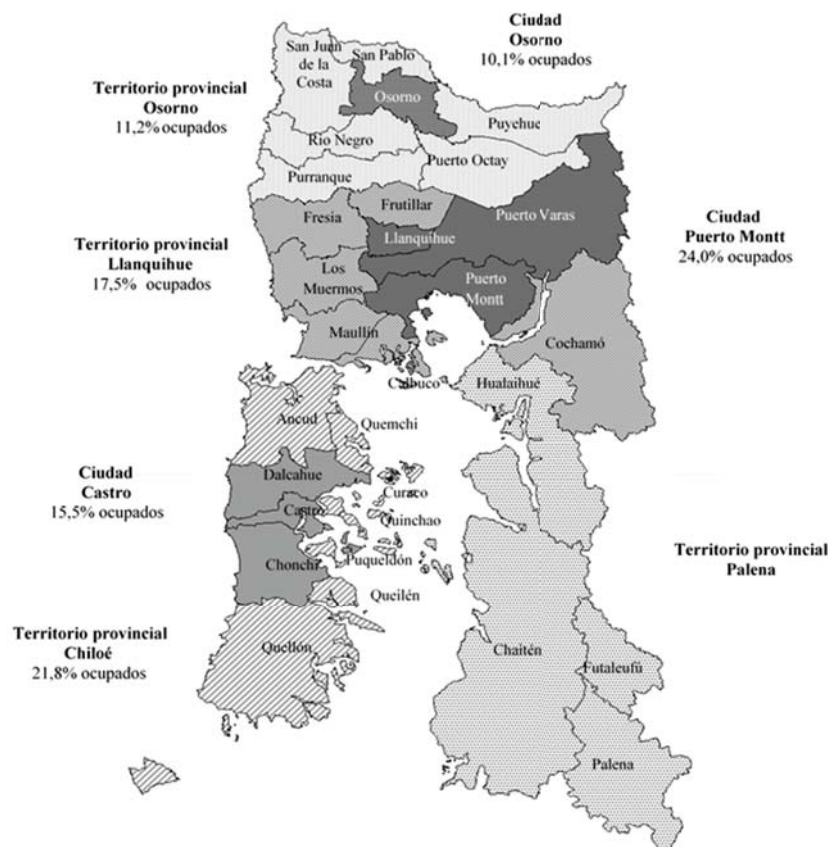 Ciudad
Osorno
10,1% ocupados
San Juan
de la
Costa
San Pablo
Osorno
Territorio provincial
Osorno
11,2% ocupados
Puyehue
Rio Negro
Puerto Octay
Purranque
Frutillar
Fresia
Puerto Varas
Llanquihue
Ciudad
Puerto Montt
24,0% ocupados
Territorio provincial
Llanquihue
17,5% ocupados
Los
Muermos
Puerto
Montt
Maullín
Cochamó
Calbuco
Hualaihué
Ancud
Quemchi
Ciudad
Castro
15,5% ocupados
Dalcahue
Curaco
Castro
Quinchao
Chonchi
Puqueldón
Queilén
Territorio provincial
Palena
Territorio provincial
Chiloé
21,8% ocupados
Quellón
Chaitén
Futaleufú
Palena